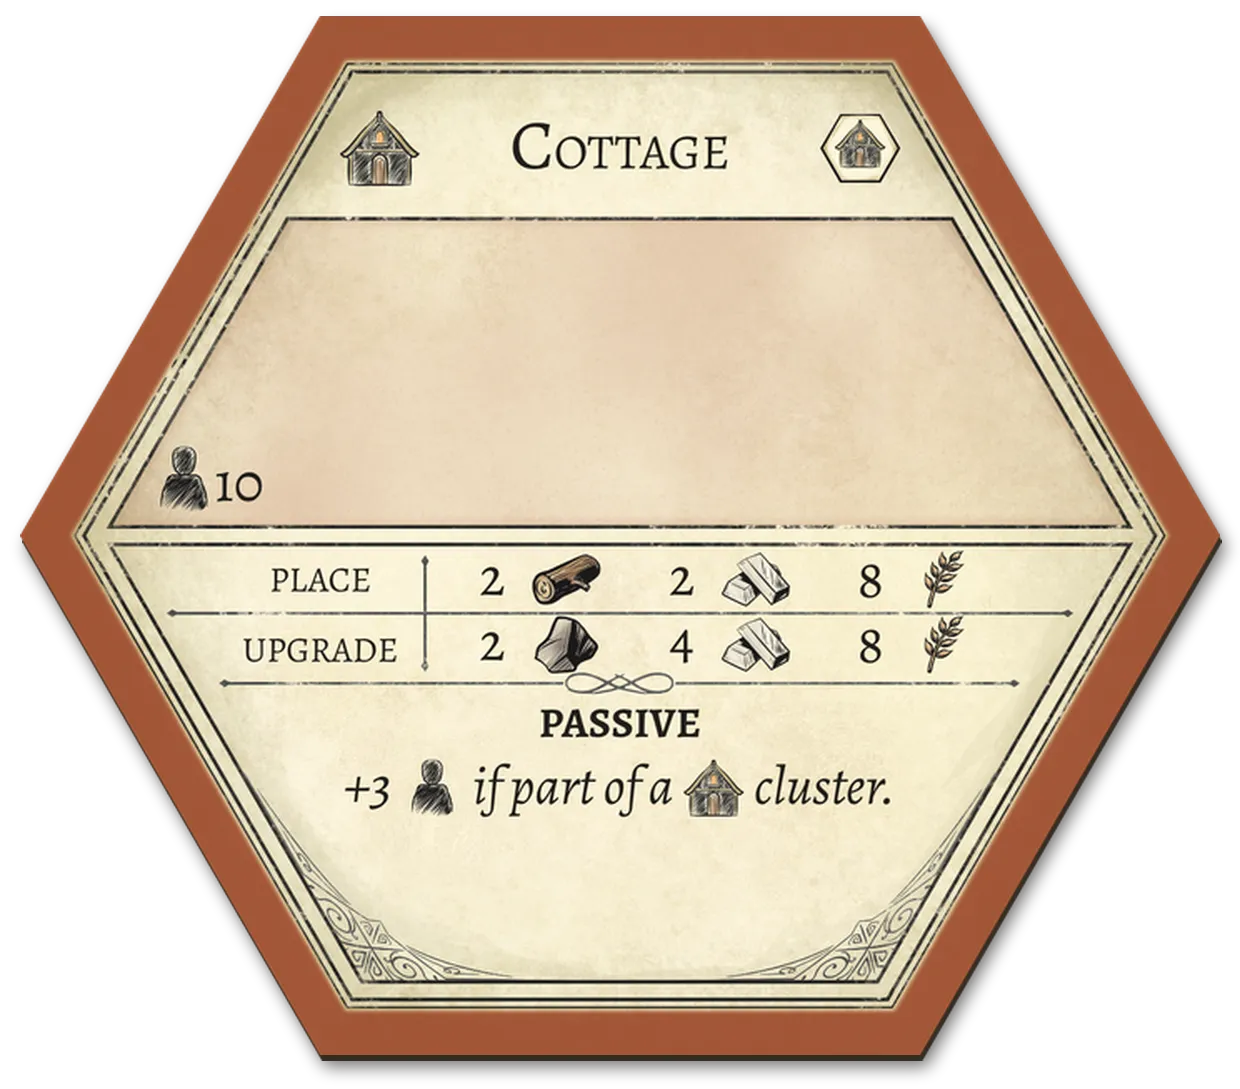 COTTAGE
10
PLACE 2 2 8
UPGRADE 2 4 8
PASSIVE
+3 if part of a cluster.